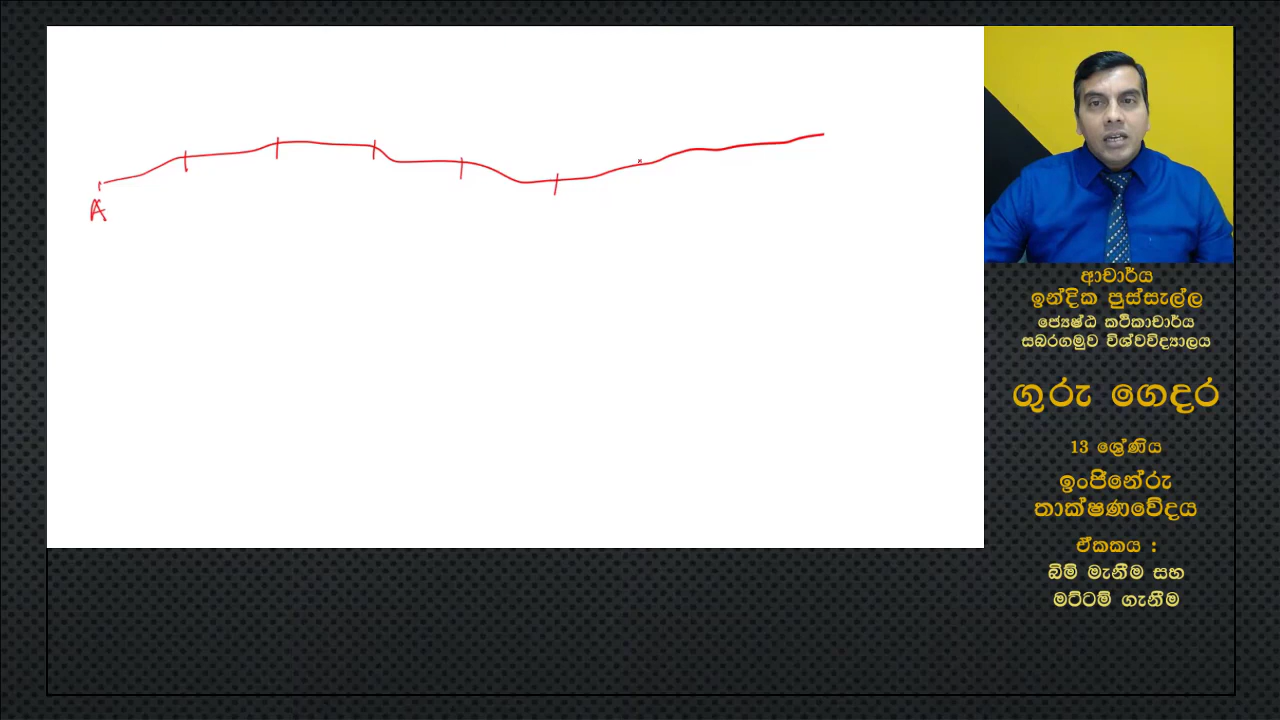 A
ආචාර්ය
ඉන්දික පුස්සැල්ල
ජ්‍යෙෂ්ඨ කථිකාචාර්ය
සබරගමුව විශ්වවිද්‍යාලය
ගුරු ගෙදර
13 ශ්‍රේණිය
ඉංජිනේරු
තාක්ෂණවේදය
ඒකකය :
බිම් මැනීම සහ
මට්ටම් ගැනීම